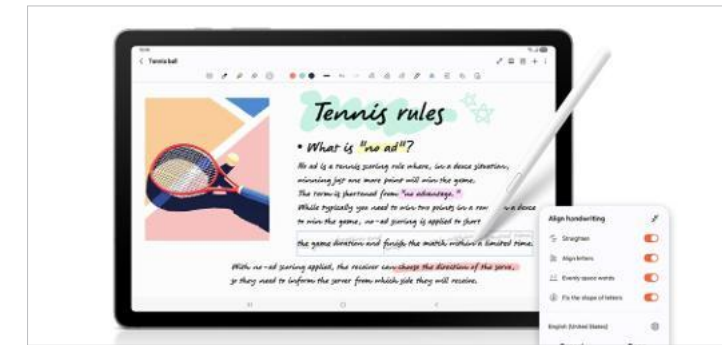 Tennis ball
Tennis rules
• What is "no ad"?
No ad is a tennis scoring rule where, in a deuce situation,
winning just one more point will win the game.
The term is shortened from "no advantage."
While typically you need to win two points in a row a deuce
to win the game, no-ad scoring is applied to short
the game duration and finish the match within a limited time.
With no-ad scoring applied, the receiver can choose the direction of the serve,
so they need to inform the server from which side they will receive.
Align handwriting
Straighten
Align letters
Evenly space words
Fix the shape of letters
English (United States)